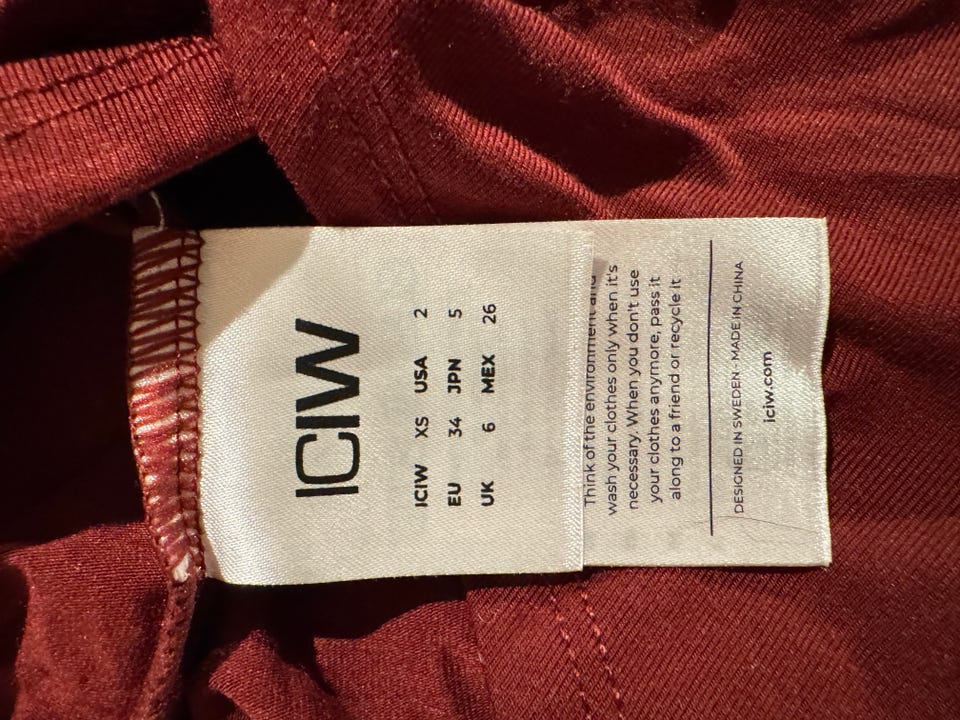 ICIW
ICIW XS USA 2
EU 34 JPN 5
UK 6 MEX 26
Think of the environment and
wash your clothes only when it's
necessary. When you don't use
your clothes anymore, pass it
along to a friend or recycle it
DESIGNED IN SWEDEN - MADE IN CHINA
iciw.com